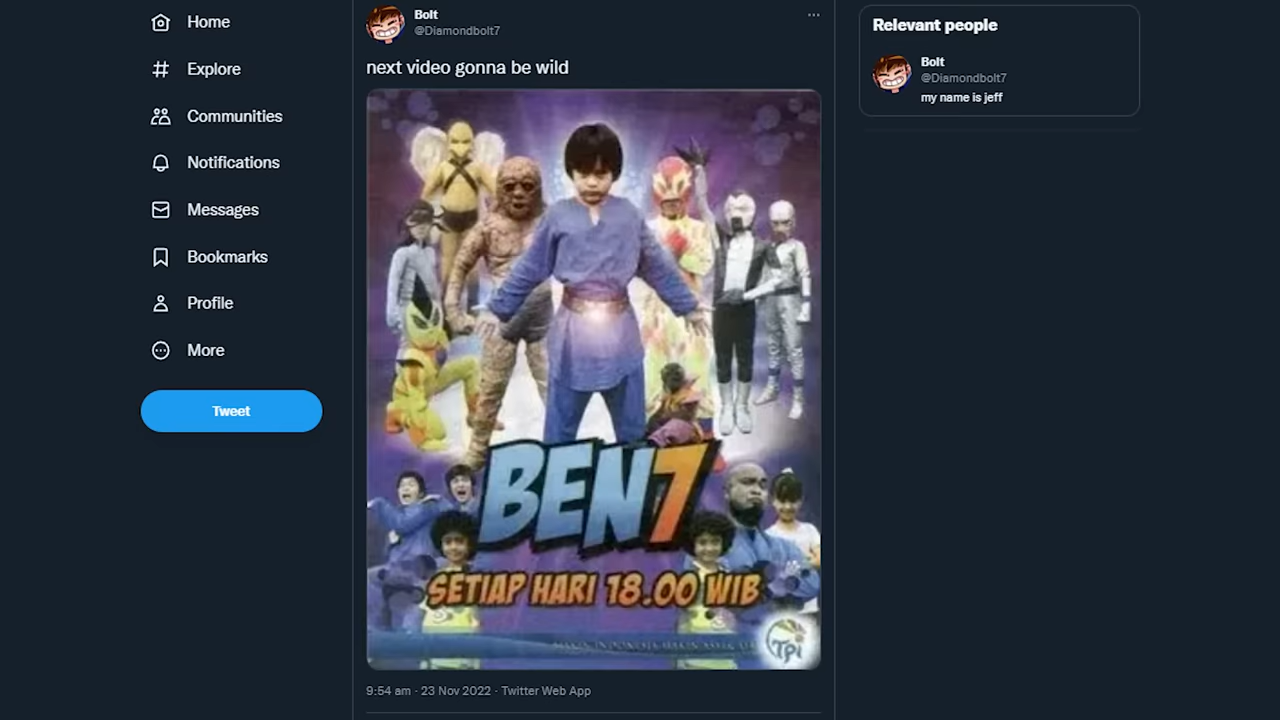 Home
Explore
Communities
Notifications
Messages
Bookmarks
Profile
More
Tweet
Bolt
@Diamondbolt7
next video gonna be wild
BEN7
SETIAP HARI 18.00 WIB
TPI
9:54 am · 23 Nov 2022 · Twitter Web App
Relevant people
Bolt
@Diamondbolt7
my name is jeff